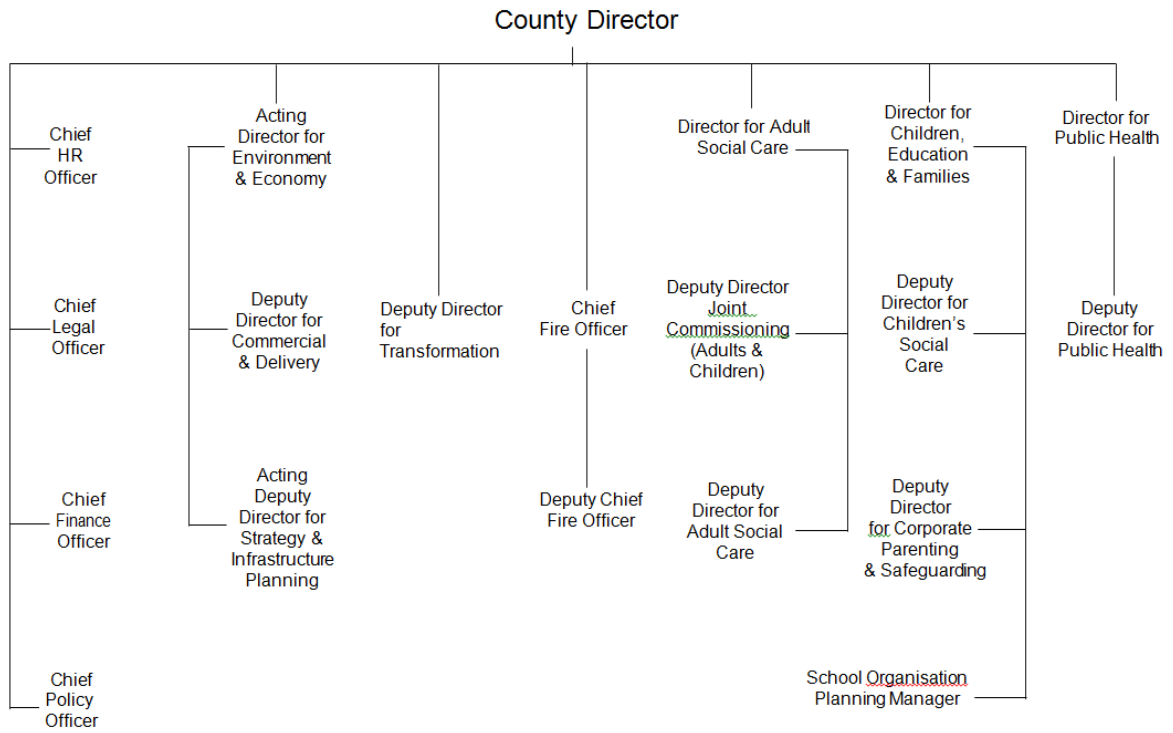 County Director
Chief
HR
Officer
Acting
Director for
Environment
& Economy
Director for Adult
Social Care
Director for
Children,
Education
& Families
Director for
Public Health
Chief
Legal
Officer
Deputy
Director for
Commercial
& Delivery
Deputy Director
for
Transformation
Chief
Fire Officer
Deputy Director
Joint
Commissioning
(Adults &
Children)
Deputy
Director for
Children's
Social
Care
Deputy
Director for
Public Health
Chief
Finance
Officer
Acting
Deputy
Director for
Strategy &
Infrastructure
Planning
Deputy Chief
Fire Officer
Deputy
Director for
Adult Social
Care
Deputy
Director
for Corporate
Parenting
& Safeguarding
Chief
Policy
Officer
School Organisation
Planning Manager